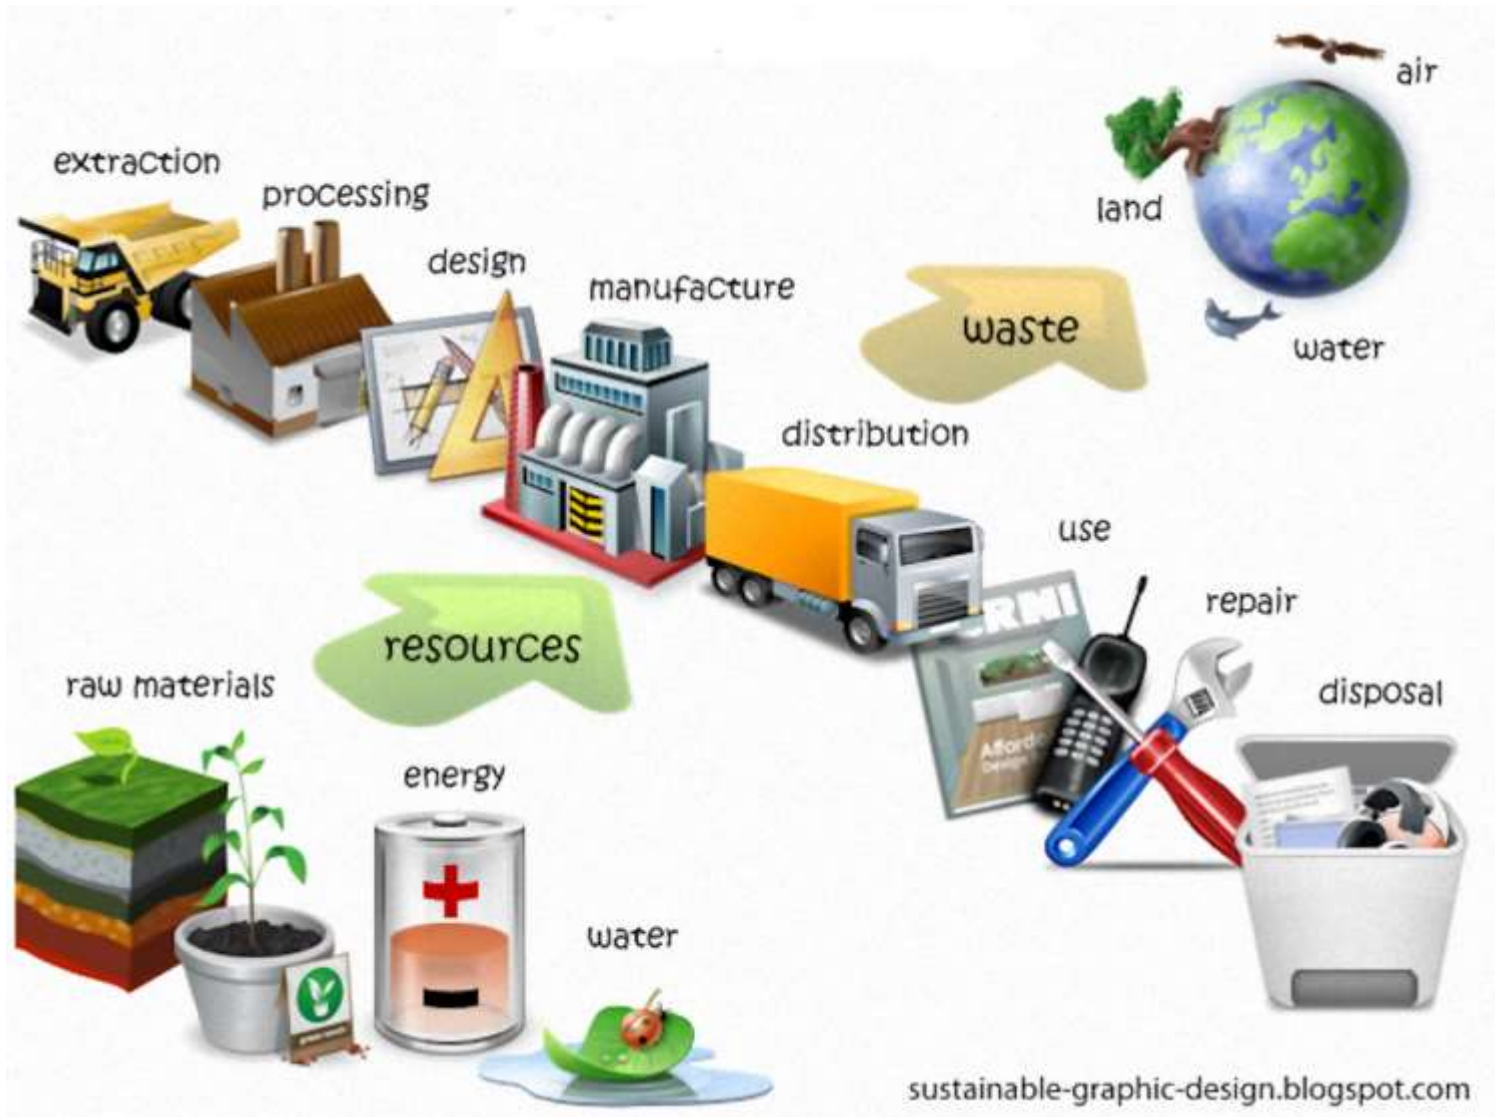 air
extraction
processing
land
design
manufacture
waste
water
distribution
use
repair
resources
raw materials
disposal
energy
water
sustainable-graphic-design.blogspot.com